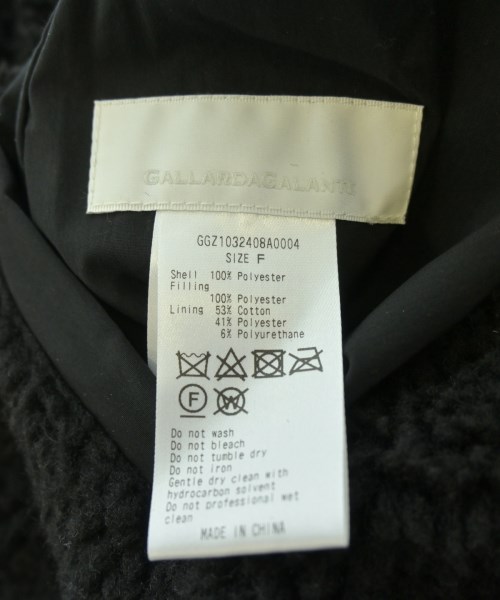 GALLARDAGALANTE
GGZ1032408A0004
SIZE F
Shell 100% Polyester
Filling
100% Polyester
Lining 53% Cotton
41% Polyester
6% Polyurethane
F W
Do not wash
Do not bleach
Do not tumble dry
Do not iron
Gentle dry clean with
hydrocarbon solvent
Do not professional wet
clean
MADE IN CHINA